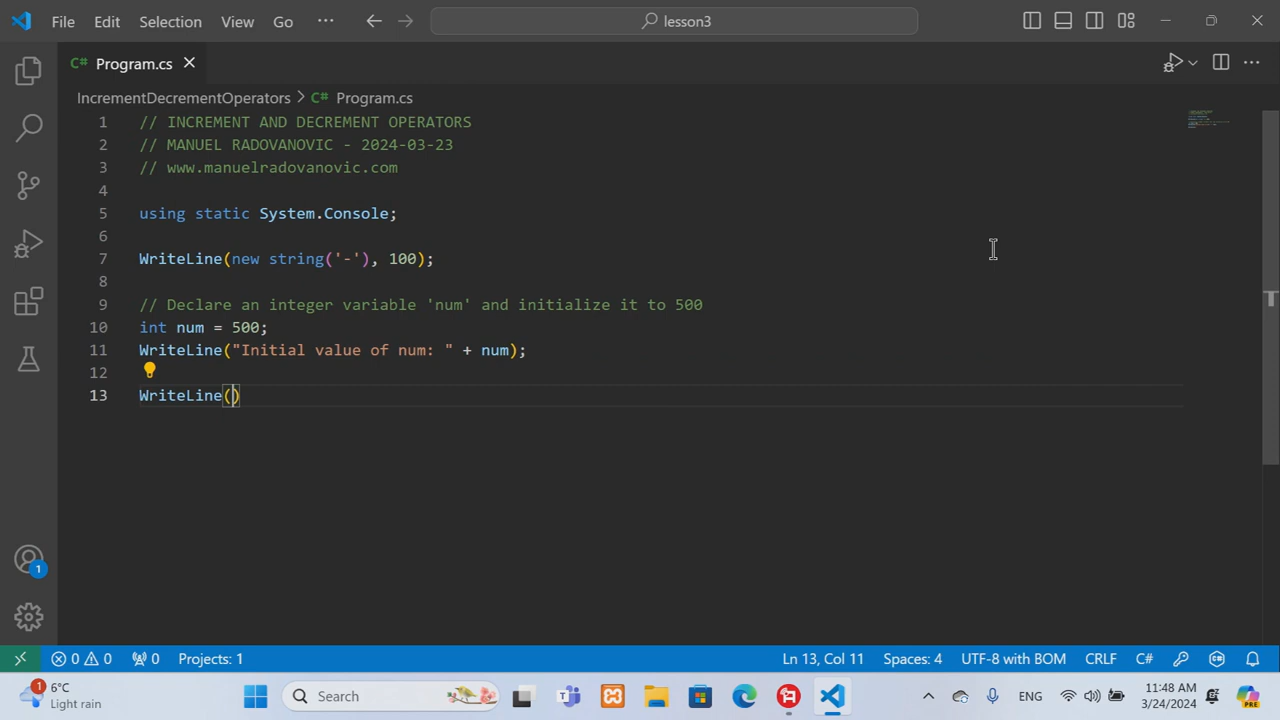 File Edit Selection View Go ··· lesson3
Program.cs
IncrementDecrementOperators > Program.cs
1 // INCREMENT AND DECREMENT OPERATORS
2 // MANUEL RADOVANOVIC - 2024-03-23
3 // www.manuelradovanovic.com
4
5 using static System.Console;
6
7 WriteLine(new string('-'), 100);
8
9 // Declare an integer variable 'num' and initialize it to 500
10 int num = 500;
11 WriteLine("Initial value of num: " + num);
12
13 WriteLine()
1
0 0 0 Projects: 1 Ln 13, Col 11 Spaces: 4 UTF-8 with BOM CRLF C#
1 6°C Light rain Search ENG 11:48 AM 3/24/2024 PRE